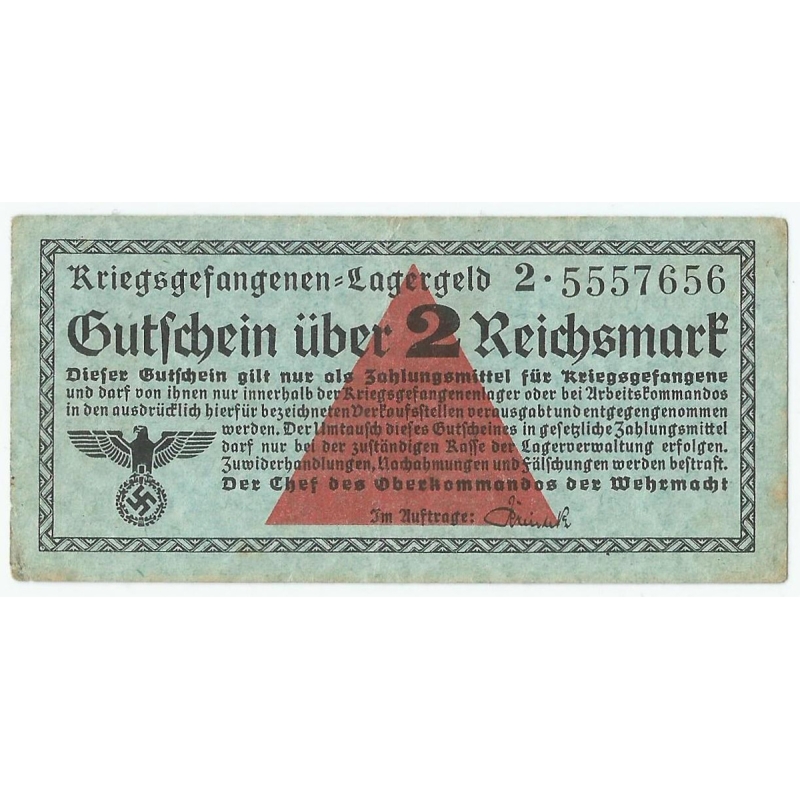 Kriegsgefangenen=Lagergeld 2·5557656
Gutschein über 2 Reichsmark
Dieser Gutschein gilt nur als Zahlungsmittel für Kriegsgefangene
und darf von ihnen nur innerhalb der Kriegsgefangenenlager oder bei Arbeitskommandos
in den ausdrücklich hierfür bezeichneten Verkaufsstellen verausgabt und entgegengenommen
werden. Der Umtausch dieses Gutscheines in gesetzliche Zahlungsmittel
darf nur bei der zuständigen Kasse der Lagerverwaltung erfolgen.
Zuwiderhandlungen, Nachahmungen und Fälschungen werden bestraft.
Der Chef des Oberkommandos der Wehrmacht
Im Auftrage: